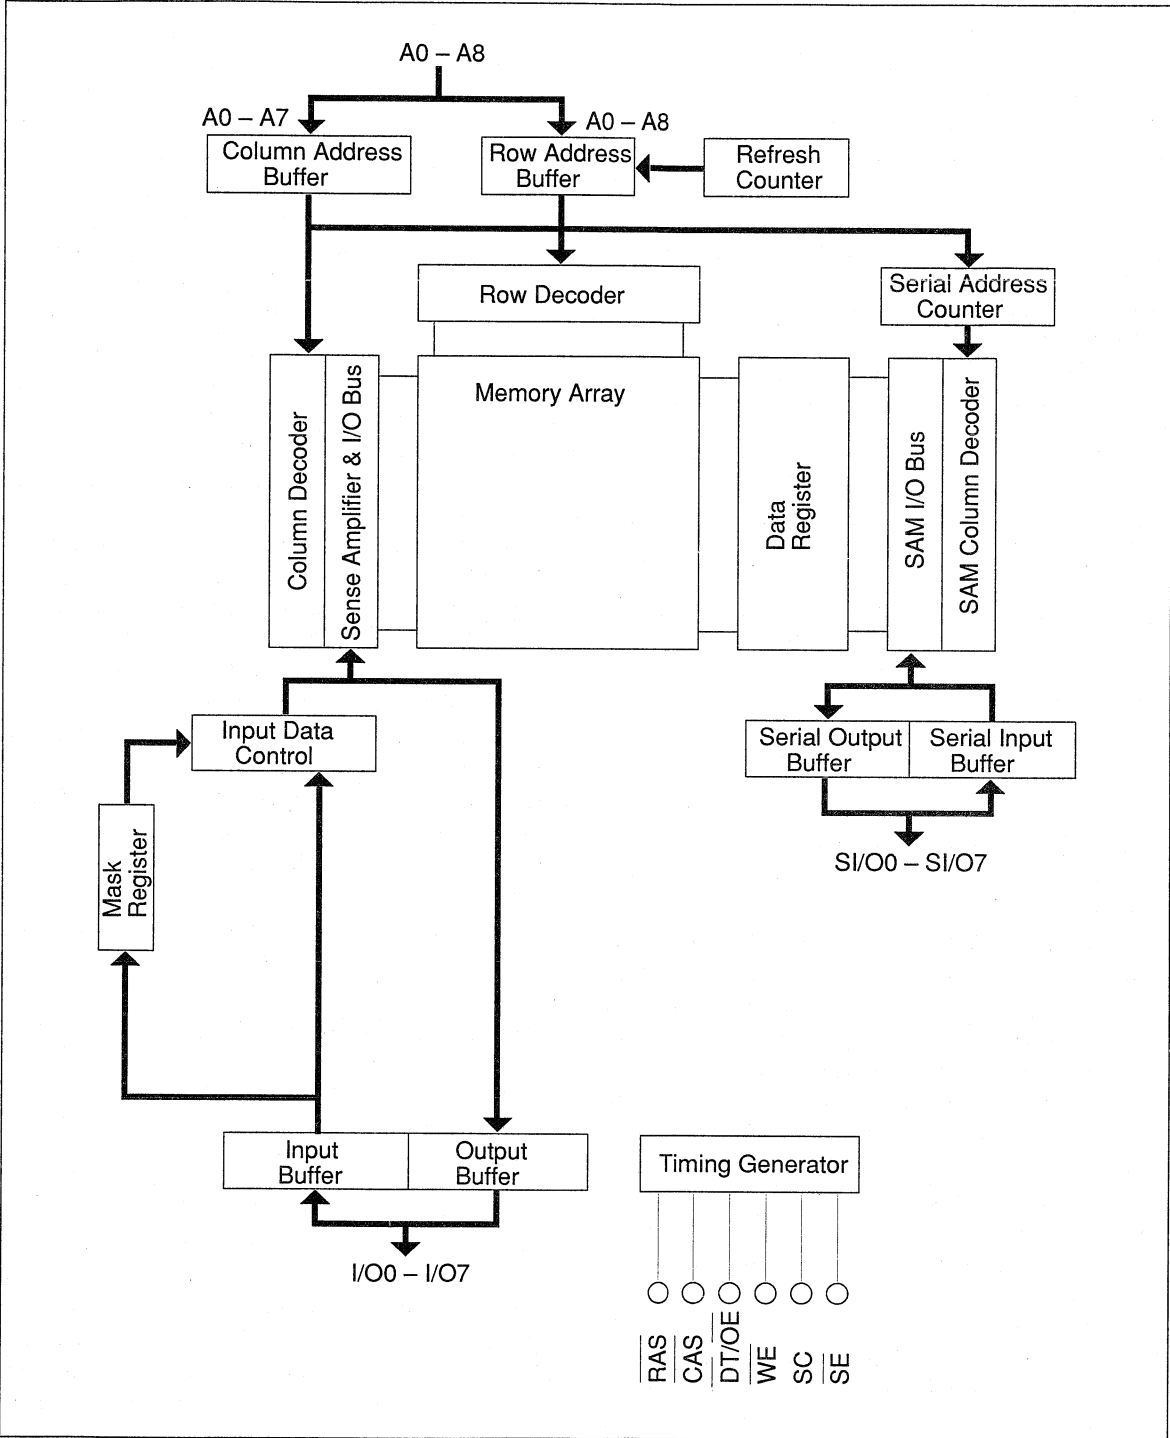 A0 – A8
A0 – A7
A0 – A8
Column Address
Buffer
Row Address
Buffer
Refresh
Counter
Row Decoder
Serial Address
Counter
Memory Array
Column Decoder
Sense Amplifier & I/O Bus
Data
Register
SAM I/O Bus
SAM Column Decoder
Input Data
Control
Serial Output
Buffer
Serial Input
Buffer
SI/O0 – SI/O7
Mask
Register
Input
Buffer
Output
Buffer
I/O0 – I/O7
Timing Generator
RAS
CAS
DT/OE
WE
SC
SE